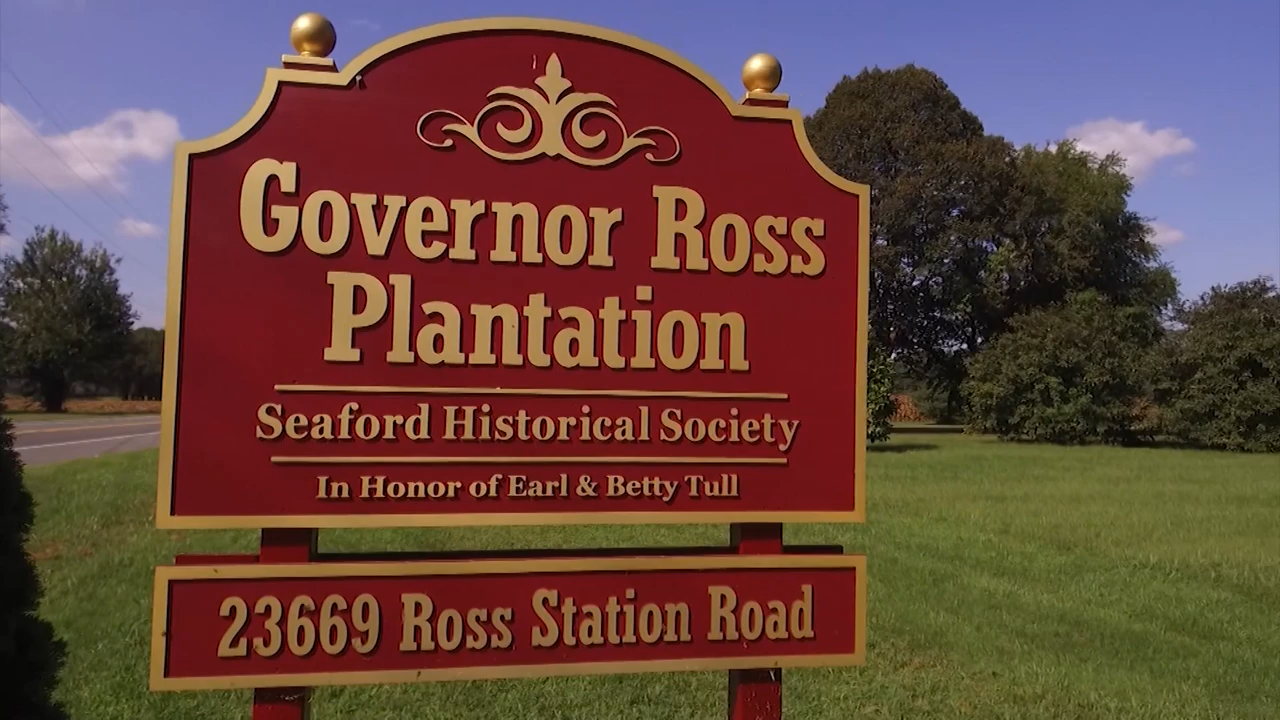 Governor Ross
Plantation
Seaford Historical Society
In Honor of Earl & Betty Tull
23669 Ross Station Road